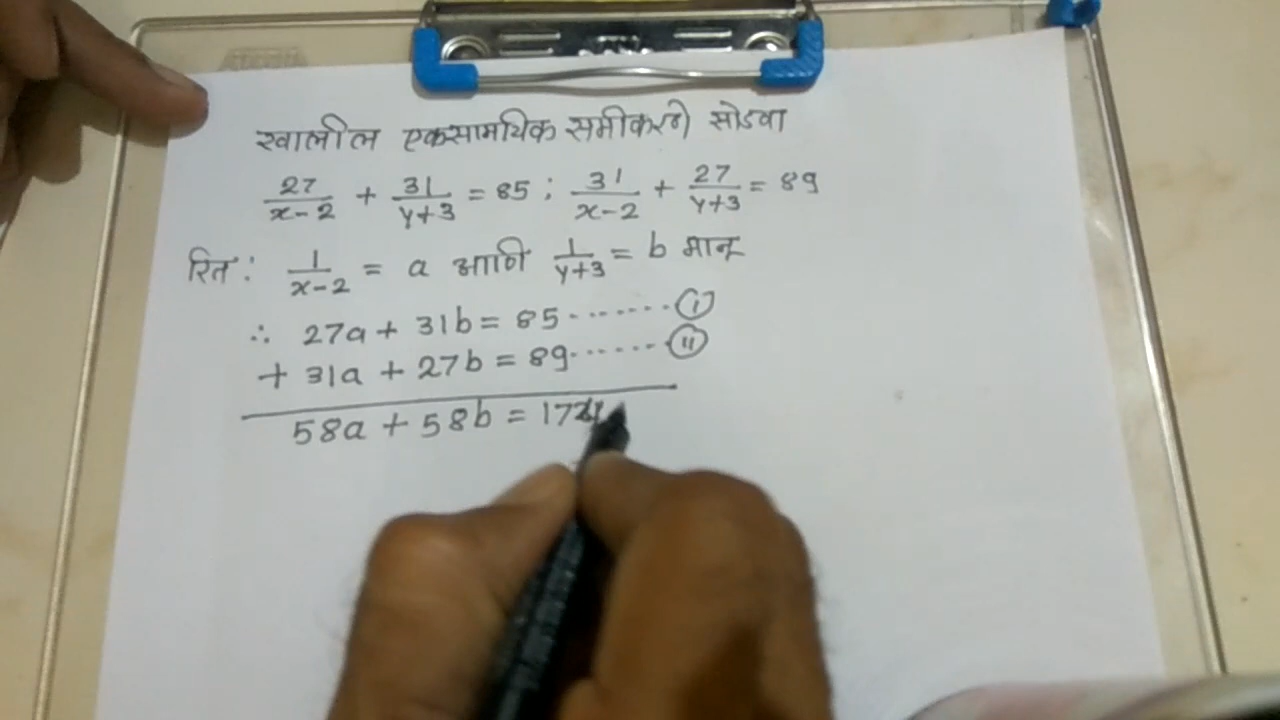 खालील एकसामयिक समीकरणे सोडवा
27/x-2 + 31/y+3 = 85 ; 31/x-2 + 27/y+3 = 89
रित : 1/x-2 = a आणि 1/y+3 = b मानू
∴ 27a + 31b = 85 ....... (I)
+ 31a + 27b = 89 ...... (II)
58a + 58b = 174